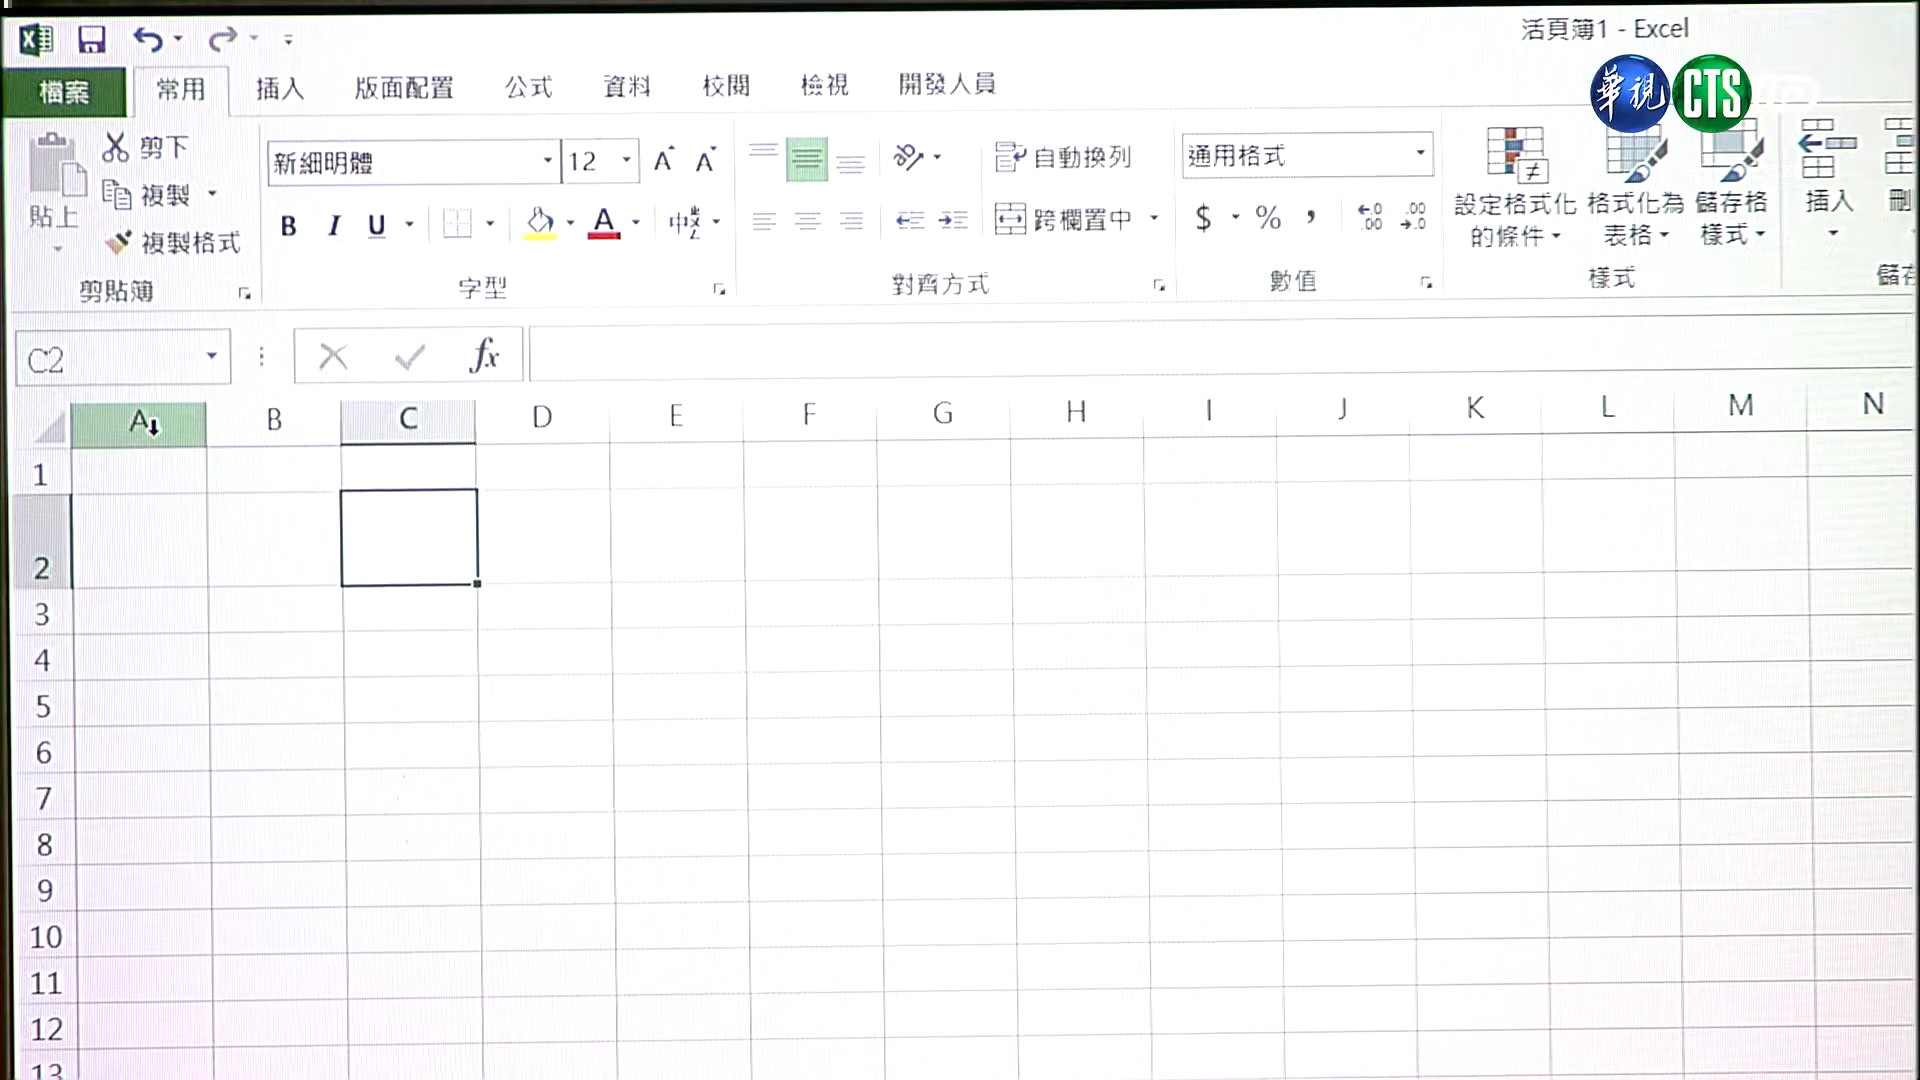 活頁簿1 - Excel
華視 CTS
檔案 常用 插入 版面配置 公式 資料 校閱 檢視 開發人員
剪下
複製
貼上
複製格式
剪貼簿
新細明體 12
B I U A
字型
自動換列
跨欄置中
對齊方式
通用格式
$ % ,
數值
設定格式化的條件
格式化為表格
儲存格樣式
樣式
插入
刪
儲存
C2 fx
A B C D E F G H I J K L M N
1
2
3
4
5
6
7
8
9
10
11
12
13